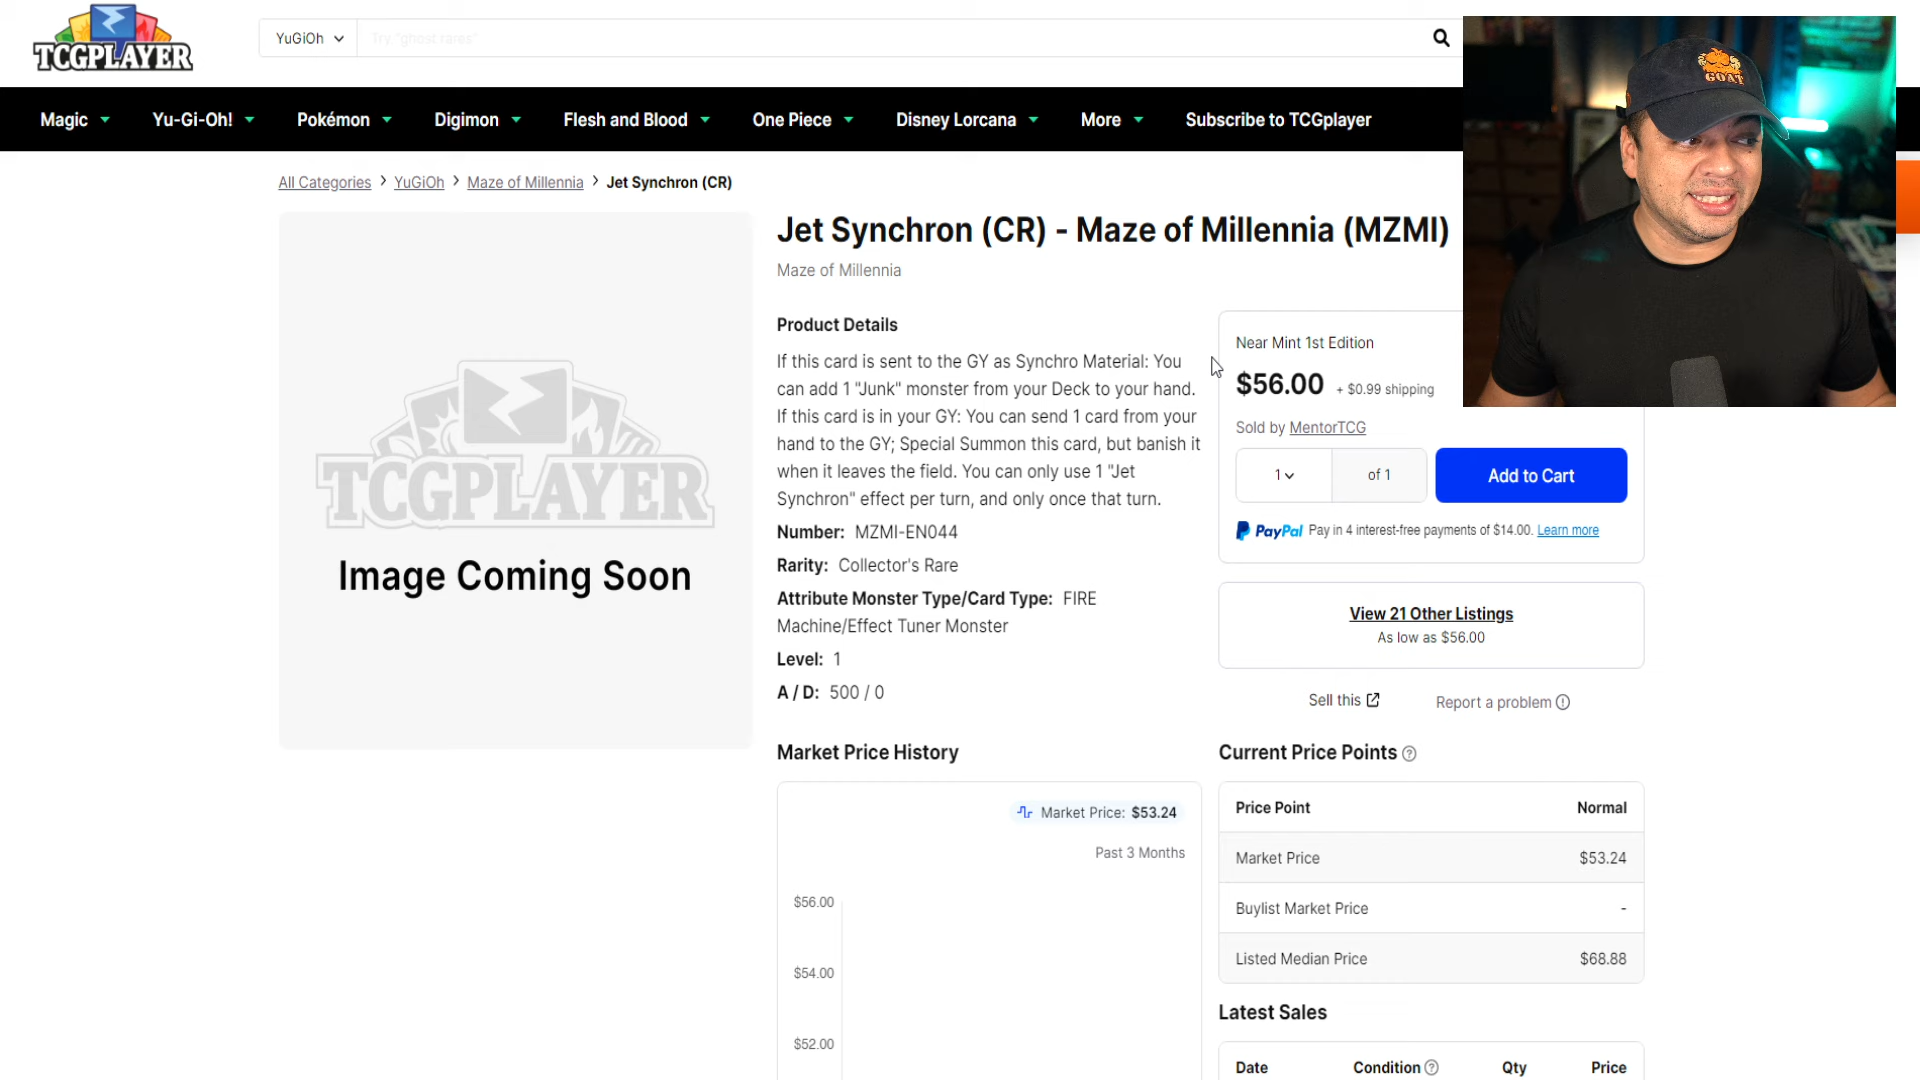 TCGPLAYER
YuGiOh
Try "ghost rares"
GOAT
Magic
Yu-Gi-Oh!
Pokémon
Digimon
Flesh and Blood
One Piece
Disney Lorcana
More
Subscribe to TCGplayer
All Categories > YuGiOh > Maze of Millennia > Jet Synchron (CR)
TCGPLAYER
Image Coming Soon
Jet Synchron (CR) - Maze of Millennia (MZMI)
Maze of Millennia
Product Details
If this card is sent to the GY as Synchro Material: You
can add 1 "Junk" monster from your Deck to your hand.
If this card is in your GY: You can send 1 card from your
hand to the GY; Special Summon this card, but banish it
when it leaves the field. You can only use 1 "Jet
Synchron" effect per turn, and only once that turn.
Number: MZMI-EN044
Rarity: Collector's Rare
Attribute Monster Type/Card Type: FIRE
Machine/Effect Tuner Monster
Level: 1
A / D: 500 / 0
Near Mint 1st Edition
$56.00 + $0.99 shipping
Sold by MentorTCG
1 of 1
Add to Cart
PayPal Pay in 4 interest-free payments of $14.00. Learn more
View 21 Other Listings
As low as $56.00
Sell this
Report a problem
Market Price History
Market Price: $53.24
Past 3 Months
$56.00
$54.00
$52.00
Current Price Points
Price Point Normal
Market Price $53.24
Buylist Market Price -
Listed Median Price $68.88
Latest Sales
Date Condition Qty Price